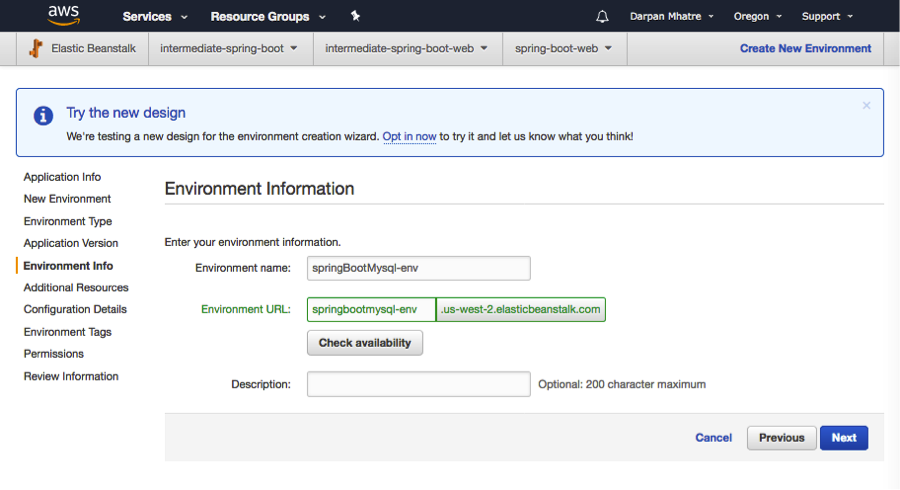 aws Services Resource Groups Darpan Mhatre Oregon Support
Elastic Beanstalk intermediate-spring-boot intermediate-spring-boot-web spring-boot-web Create New Environment
Try the new design ×
We're testing a new design for the environment creation wizard. Opt in now to try it and let us know what you think!
Application Info
New Environment
Environment Type
Application Version
Environment Info
Additional Resources
Configuration Details
Environment Tags
Permissions
Review Information
Environment Information
Enter your environment information.
Environment name: springBootMysql-env
Environment URL: springbootmysql-env .us-west-2.elasticbeanstalk.com
Check availability
Description: Optional: 200 character maximum
Cancel Previous Next